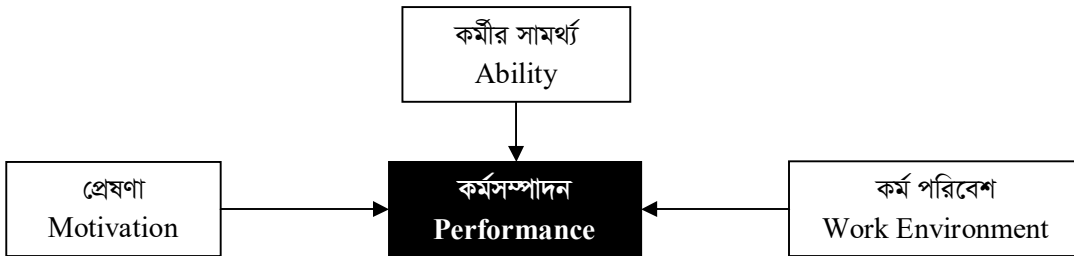 কর্মীর সামর্থ্য
Ability
প্রেষণা
Motivation
কর্মসম্পাদন
Performance
কর্ম পরিবেশ
Work Environment